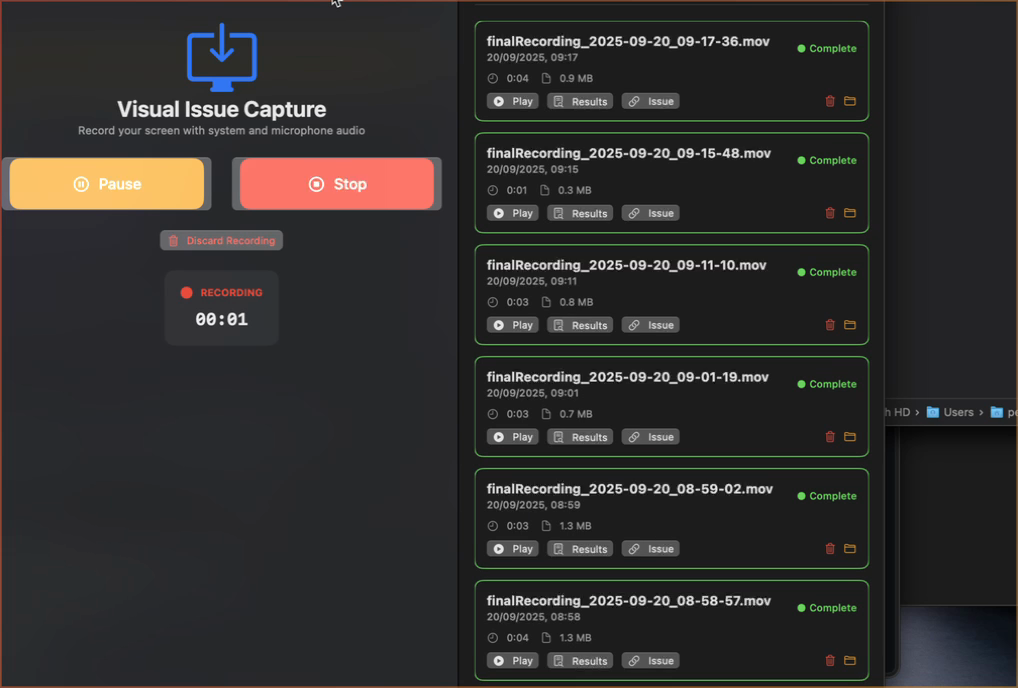 Visual Issue Capture
Record your screen with system and microphone audio
Pause
Stop
Discard Recording
RECORDING
00:01
finalRecording_2025-09-20_09-17-36.mov
Complete
20/09/2025, 09:17
0:04 0.9 MB
Play Results Issue
finalRecording_2025-09-20_09-15-48.mov
Complete
20/09/2025, 09:15
0:01 0.3 MB
Play Results Issue
finalRecording_2025-09-20_09-11-10.mov
Complete
20/09/2025, 09:11
0:03 0.8 MB
Play Results Issue
finalRecording_2025-09-20_09-01-19.mov
Complete
20/09/2025, 09:01
0:03 0.7 MB
Play Results Issue
finalRecording_2025-09-20_08-59-02.mov
Complete
20/09/2025, 08:59
0:03 1.3 MB
Play Results Issue
finalRecording_2025-09-20_08-58-57.mov
Complete
20/09/2025, 08:58
0:04 1.3 MB
Play Results Issue
HD › Users ›